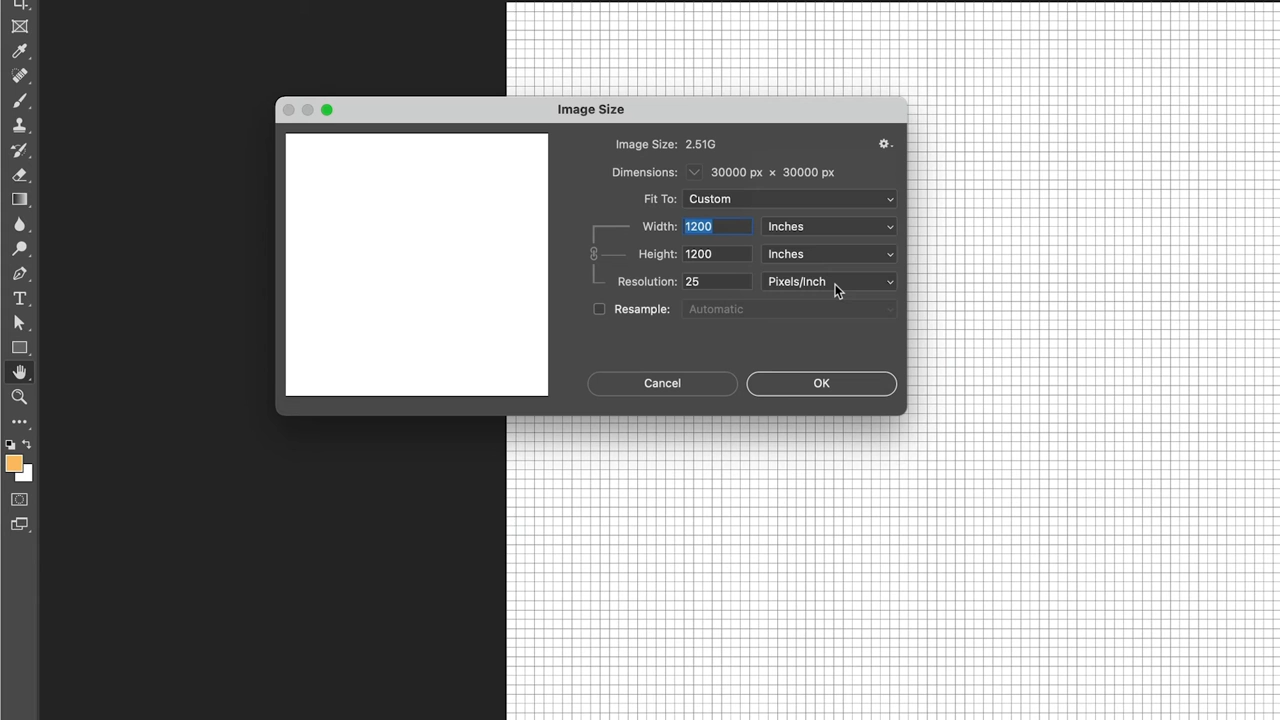 Image Size
Image Size: 2.51G
Dimensions: 30000 px × 30000 px
Fit To: Custom
Width: 1200 Inches
Height: 1200 Inches
Resolution: 25 Pixels/Inch
Resample: Automatic
Cancel OK